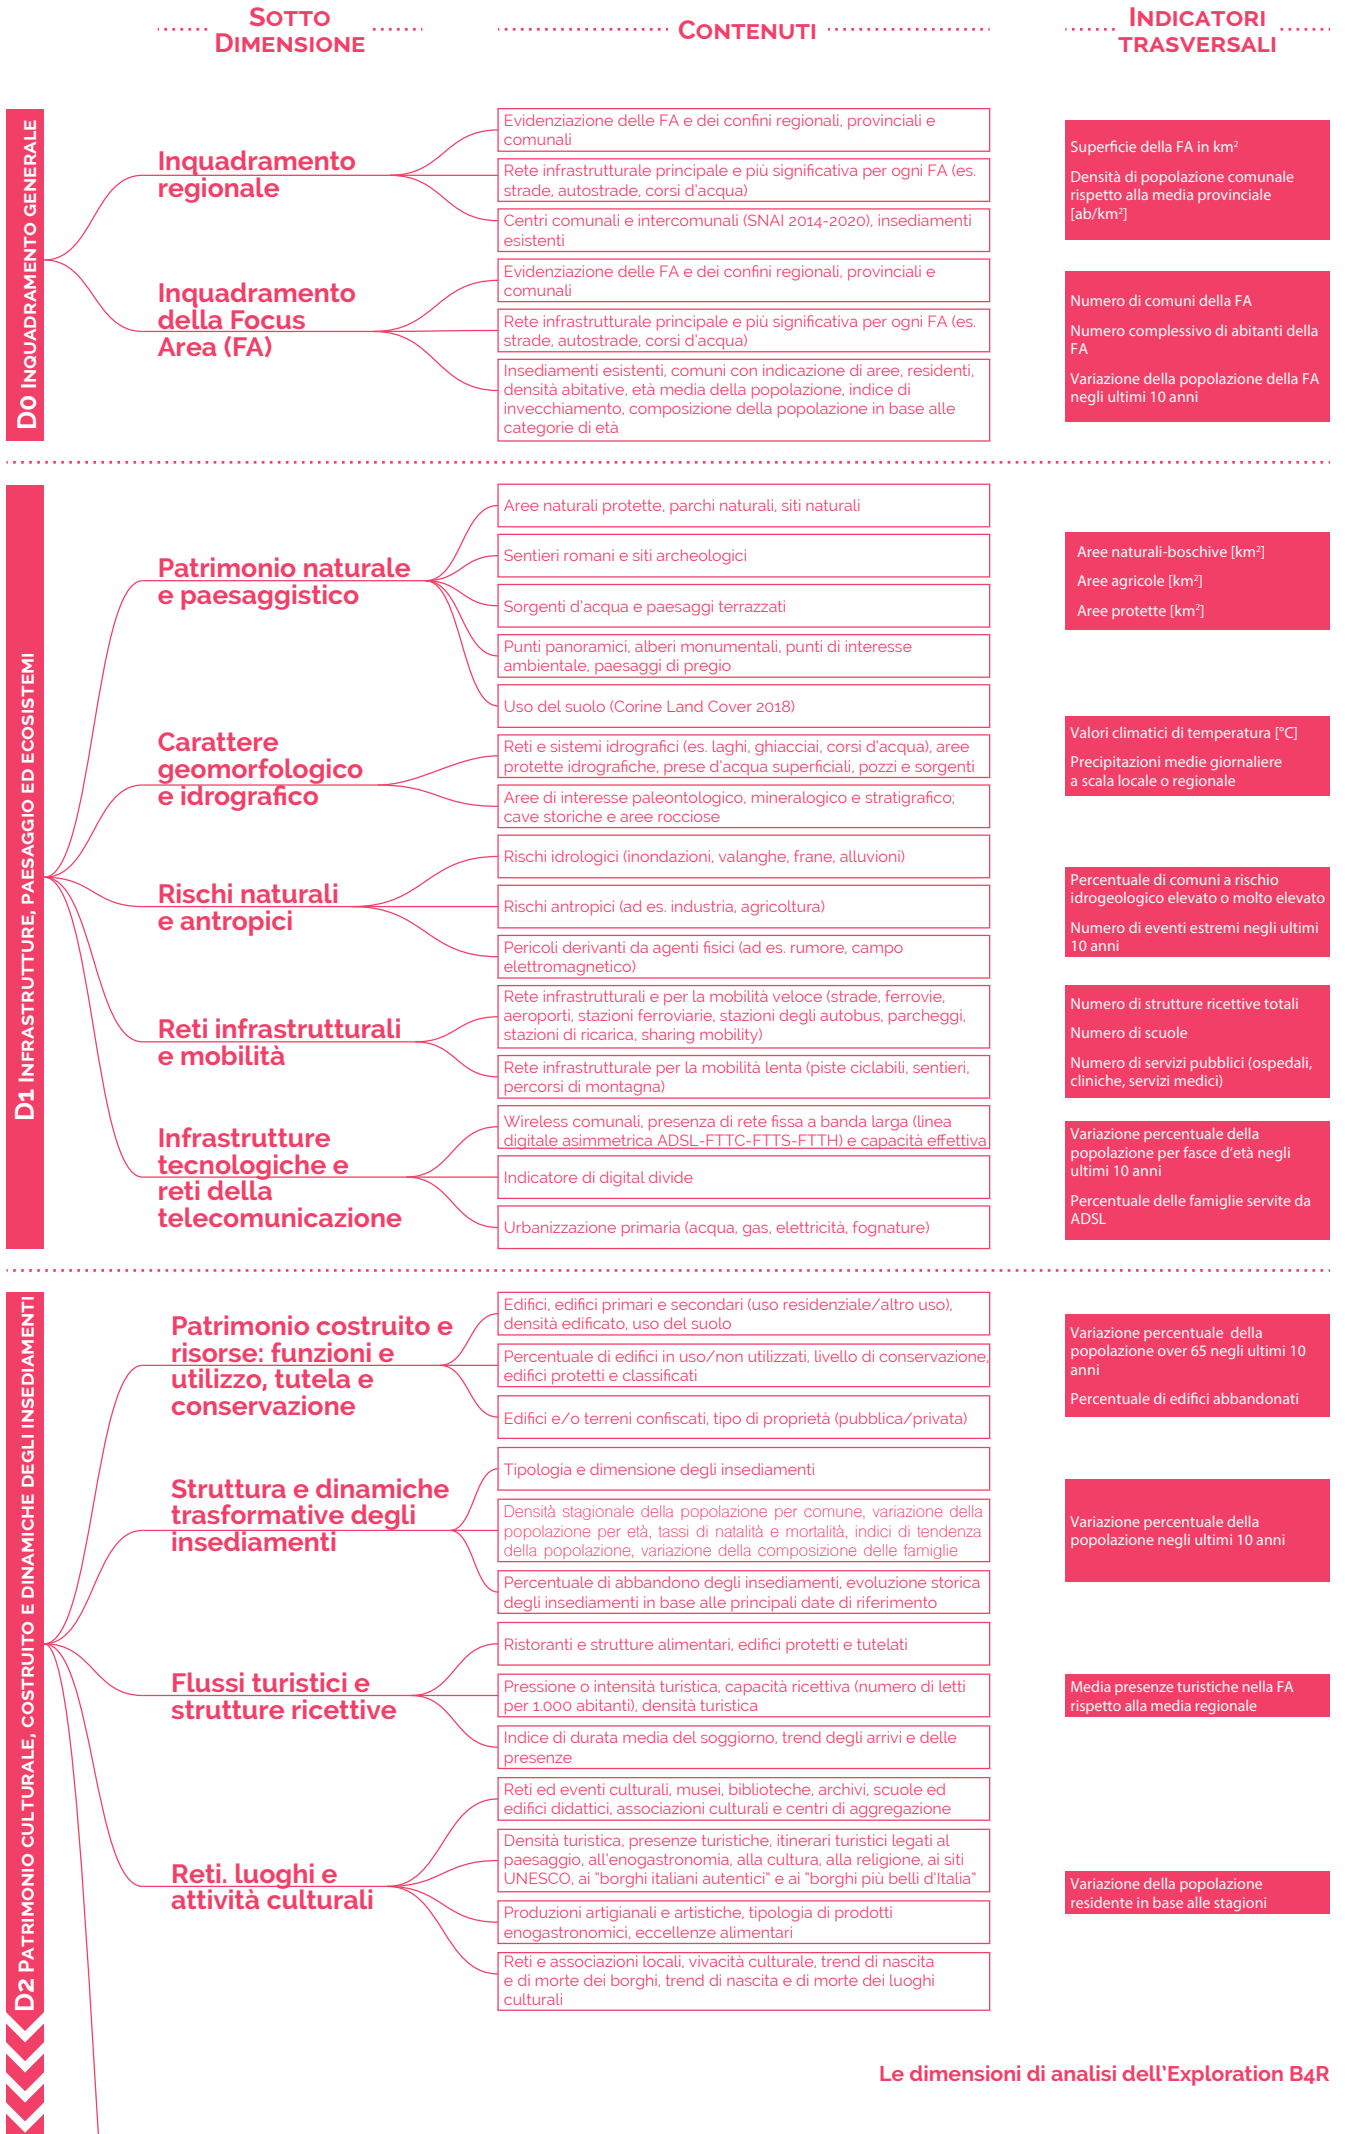 Sotto
Dimensione
Contenuti
Indicatori
trasversali
D0 Inquadramento generale
Inquadramento
regionale
Evidenziazione delle FA e dei confini regionali, provinciali e
comunali
Rete infrastrutturale principale e più significativa per ogni FA (es.
strade, autostrade, corsi d'acqua)
Centri comunali e intercomunali (SNAI 2014-2020), insediamenti
esistenti
Superficie della FA in km²
Densità di popolazione comunale
rispetto alla media provinciale
[ab/km²]
Inquadramento
della Focus
Area (FA)
Evidenziazione delle FA e dei confini regionali, provinciali e
comunali
Rete infrastrutturale principale e più significativa per ogni FA (es.
strade, autostrade, corsi d'acqua)
Insediamenti esistenti, comuni con indicazione di aree, residenti,
densità abitative, età media della popolazione, indice di
invecchiamento, composizione della popolazione in base alle
categorie di età
Numero di comuni della FA
Numero complessivo di abitanti della
FA
Variazione della popolazione della FA
negli ultimi 10 anni
D1 Infrastrutture, paesaggio ed ecosistemi
Patrimonio naturale
e paesaggistico
Aree naturali protette, parchi naturali, siti naturali
Sentieri romani e siti archeologici
Sorgenti d'acqua e paesaggi terrazzati
Punti panoramici, alberi monumentali, punti di interesse
ambientale, paesaggi di pregio
Uso del suolo (Corine Land Cover 2018)
Aree naturali-boschive [km²]
Aree agricole [km²]
Aree protette [km²]
Carattere
geomorfologico
e idrografico
Reti e sistemi idrografici (es. laghi, ghiacciai, corsi d'acqua), aree
protette idrografiche, prese d'acqua superficiali, pozzi e sorgenti
Aree di interesse paleontologico, mineralogico e stratigrafico;
cave storiche e aree rocciose
Valori climatici di temperatura [°C]
Precipitazioni medie giornaliere
a scala locale o regionale
Rischi naturali
e antropici
Rischi idrologici (inondazioni, valanghe, frane, alluvioni)
Rischi antropici (ad es. industria, agricoltura)
Pericoli derivanti da agenti fisici (ad es. rumore, campo
elettromagnetico)
Percentuale di comuni a rischio
idrogeologico elevato o molto elevato
Numero di eventi estremi negli ultimi
10 anni
Reti infrastrutturali
e mobilità
Rete infrastrutturali e per la mobilità veloce (strade, ferrovie,
aeroporti, stazioni ferroviarie, stazioni degli autobus, parcheggi,
stazioni di ricarica, sharing mobility)
Rete infrastrutturale per la mobilità lenta (piste ciclabili, sentieri,
percorsi di montagna)
Numero di strutture ricettive totali
Numero di scuole
Numero di servizi pubblici (ospedali,
cliniche, servizi medici)
Infrastrutture
tecnologiche e
reti della
telecomunicazione
Wireless comunali, presenza di rete fissa a banda larga (linea
digitale asimmetrica ADSL-FTTC-FTTS-FTTH) e capacità effettiva
Indicatore di digital divide
Urbanizzazione primaria (acqua, gas, elettricità, fognature)
Variazione percentuale della
popolazione per fasce d'età negli
ultimi 10 anni
Percentuale delle famiglie servite da
ADSL
D2 Patrimonio culturale, costruito e dinamiche degli insediamenti
Patrimonio costruito e
risorse: funzioni e
utilizzo, tutela e
conservazione
Edifici, edifici primari e secondari (uso residenziale/altro uso),
densità edificato, uso del suolo
Percentuale di edifici in uso/non utilizzati, livello di conservazione,
edifici protetti e classificati
Edifici e/o terreni confiscati, tipo di proprietà (pubblica/privata)
Variazione percentuale  della
popolazione over 65 negli ultimi 10
anni
Percentuale di edifici abbandonati
Struttura e dinamiche
trasformative degli
insediamenti
Tipologia e dimensione degli insediamenti
Densità stagionale della popolazione per comune, variazione della
popolazione per età, tassi di natalità e mortalità, indici di tendenza
della popolazione, variazione della composizione delle famiglie
Percentuale di abbandono degli insediamenti, evoluzione storica
degli insediamenti in base alle principali date di riferimento
Variazione percentuale della
popolazione negli ultimi 10 anni
Flussi turistici e
strutture ricettive
Ristoranti e strutture alimentari, edifici protetti e tutelati
Pressione o intensità turistica, capacità ricettiva (numero di letti
per 1.000 abitanti), densità turistica
Indice di durata media del soggiorno, trend degli arrivi e delle
presenze
Media presenze turistiche nella FA
rispetto alla media regionale
Reti. luoghi e
attività culturali
Reti ed eventi culturali, musei, biblioteche, archivi, scuole ed
edifici didattici, associazioni culturali e centri di aggregazione
Densità turistica, presenze turistiche, itinerari turistici legati al
paesaggio, all'enogastronomia, alla cultura, alla religione, ai siti
UNESCO, ai “borghi italiani autentici” e ai “borghi più belli d'Italia”
Produzioni artigianali e artistiche, tipologia di prodotti
enogastronomici, eccellenze alimentari
Reti e associazioni locali, vivacità culturale, trend di nascita
e di morte dei borghi, trend di nascita e di morte dei luoghi
culturali
Variazione della popolazione
residente in base alle stagioni
Le dimensioni di analisi dell'Exploration B4R